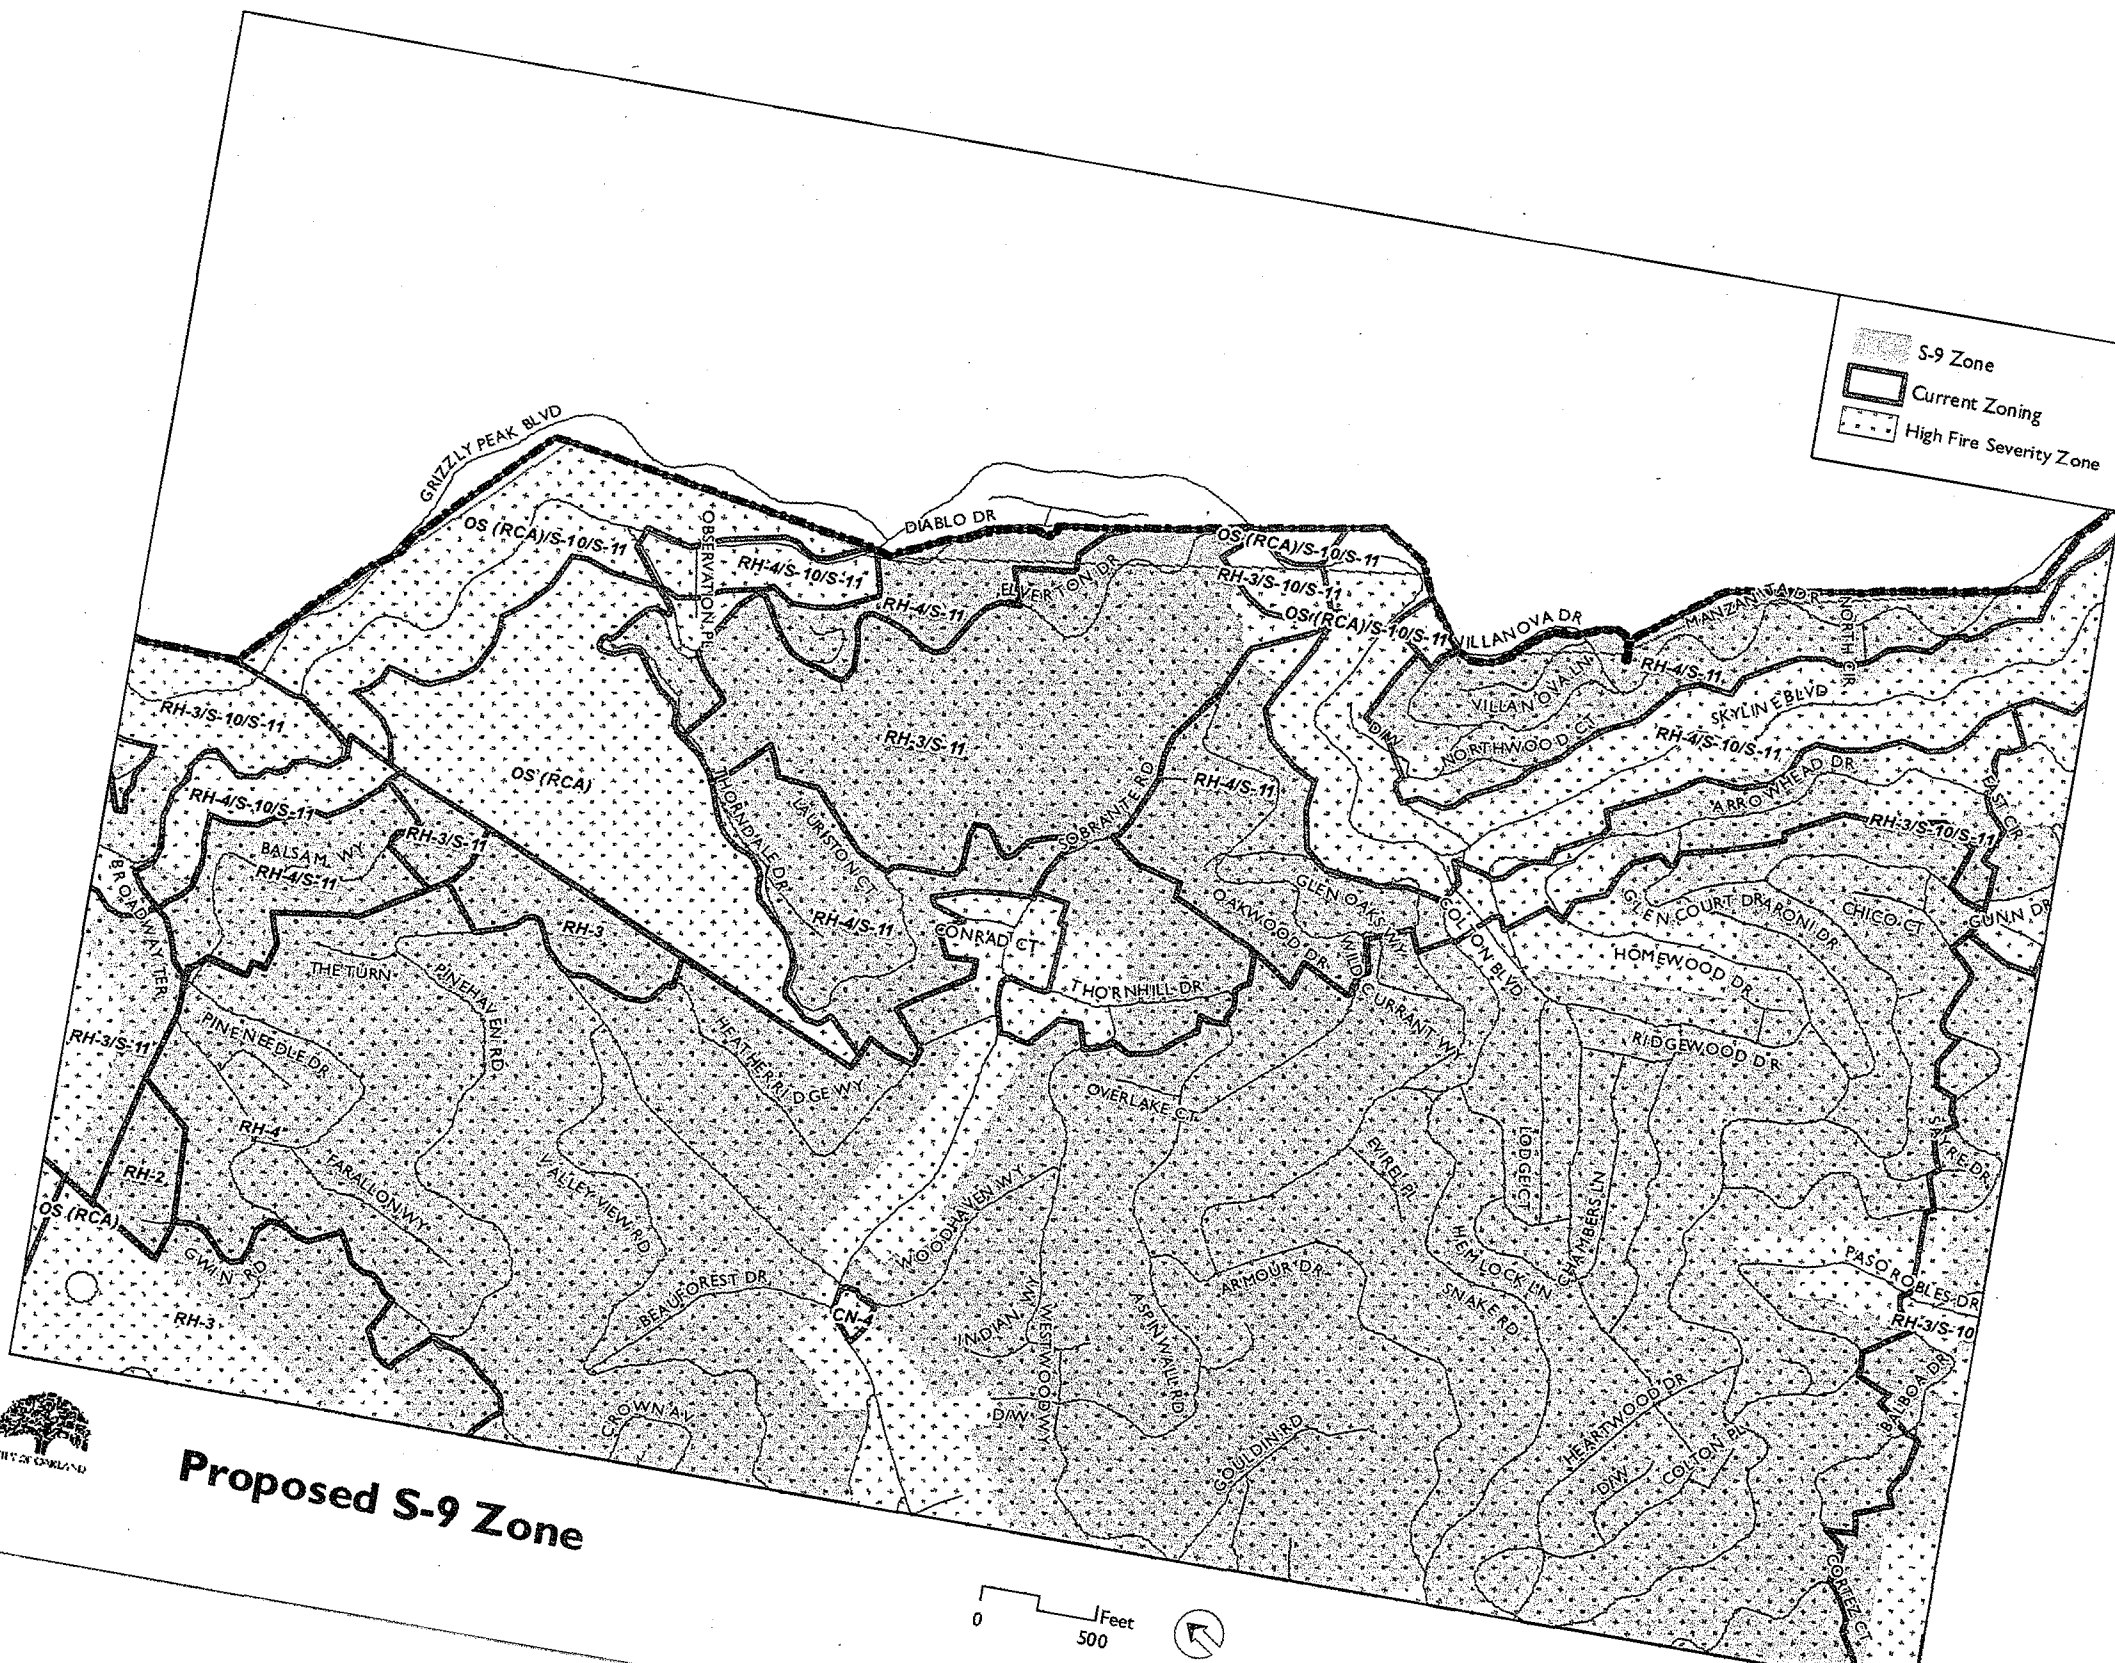 S-9 Zone
Current Zoning
High Fire Severity Zone
GRIZZLY PEAK BLVD
DIABLO DR
OS (RCA)/S-10/S-11
OBSERVATION PL
RH-4/S-10/S-11
ELVERTON DR
RH-4/S-11
OS (RCA)/S-10/S-11
RH-3/S-10/S-11
OS (RCA)/S-10/S-11
VILLANOVA DR
MANZANITA DR
NORTH CIR
RH-4/S-11
VILLANOVA LN
SKYLINE BLVD
RH-3/S-10/S-11
RH-3/S-11
D/W
NORTHWOOD CT
RH-4/S-10/S-11
OS (RCA)
THORNDALE DR
LAURISTON CT
SOBRANTE RD
RH-4/S-11
ARROWHEAD DR
EAST CIR
RH-4/S-10/S-11
RH-3/S-11
RH-3/S-10/S-11
BALSAM WY
RH-4/S-11
BROADWAY TER
RH-4/S-11
GLEN OAKS WY
OAKWOOD DR
WILD CURRANT WY
COLTON BLVD
GLEN COURT DR
ARONI DR
CHICO CT
GUNN DR
RH-3
CONRAD CT
HOMEWOOD DR
THE TURN
PINEHAVEN RD
THORNHILL DR
RH-3/S-11
PINENEEDLE DR
HEATHERRIDGE WY
RIDGEWOOD DR
OVERLAKE CT
RH-4
RH-2
FARALLON WY
VALLEY VIEW RD
EVIREL PL
LODGE CT
CHAMBERS LN
SAYRE DR
OS (RCA)
GWIN RD
WOODHAVEN WY
HEMLOCK LN
PASO ROBLES DR
BEAUFOREST DR
ARMOUR DR
SNAKE RD
RH-3
CN-4
INDIAN WY
WESTWOOD WY
ASPINWALL RD
RH-3/S-10
BALBOA DR
CROWN AV
D/W
GOULDIN RD
HEARTWOOD DR
D/W
COLTON PL
CORTEZ CT
CITY OF OAKLAND
Proposed S-9 Zone
0
500
Feet